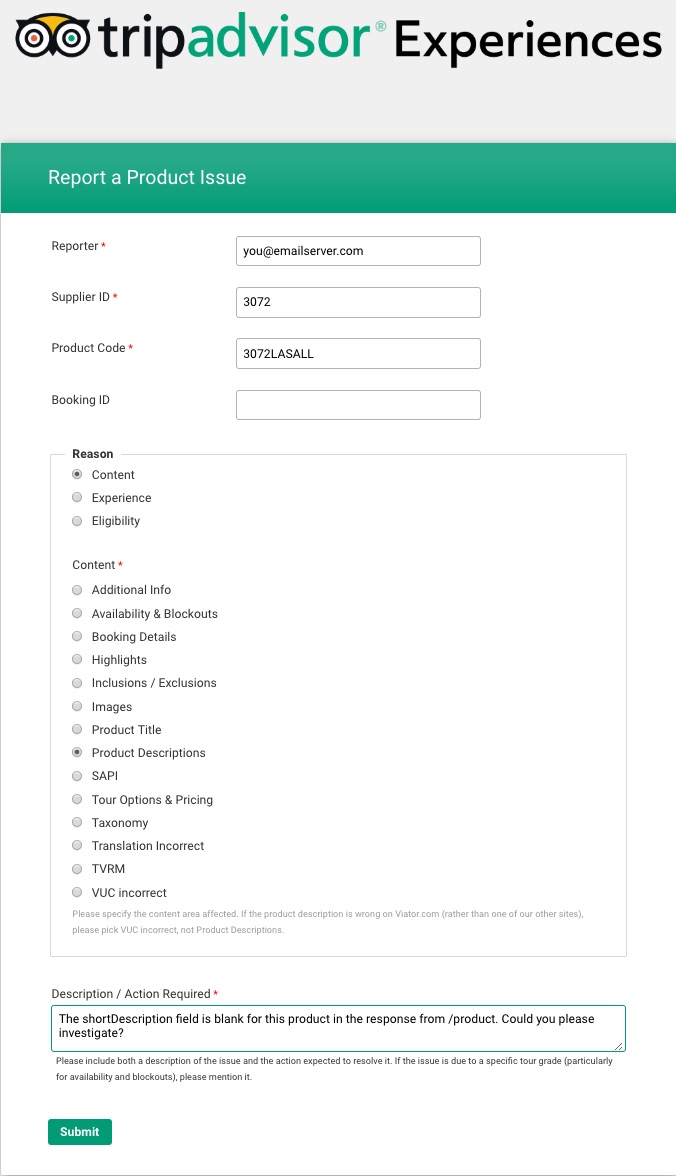 tripadvisor® Experiences
Report a Product Issue
Reporter *
you@emailserver.com
Supplier ID *
3072
Product Code *
3072LASALL
Booking ID
Reason
Content
Experience
Eligibility
Content *
Additional Info
Availability & Blockouts
Booking Details
Highlights
Inclusions / Exclusions
Images
Product Title
Product Descriptions
SAPI
Tour Options & Pricing
Taxonomy
Translation Incorrect
TVRM
VUC incorrect
Please specify the content area affected. If the product description is wrong on Viator.com (rather than one of our other sites),
please pick VUC incorrect, not Product Descriptions.
Description / Action Required *
The shortDescription field is blank for this product in the response from /product. Could you please
investigate?
Please include both a description of the issue and the action expected to resolve it. If the issue is due to a specific tour grade (particularly
for availability and blockouts), please mention it.
Submit